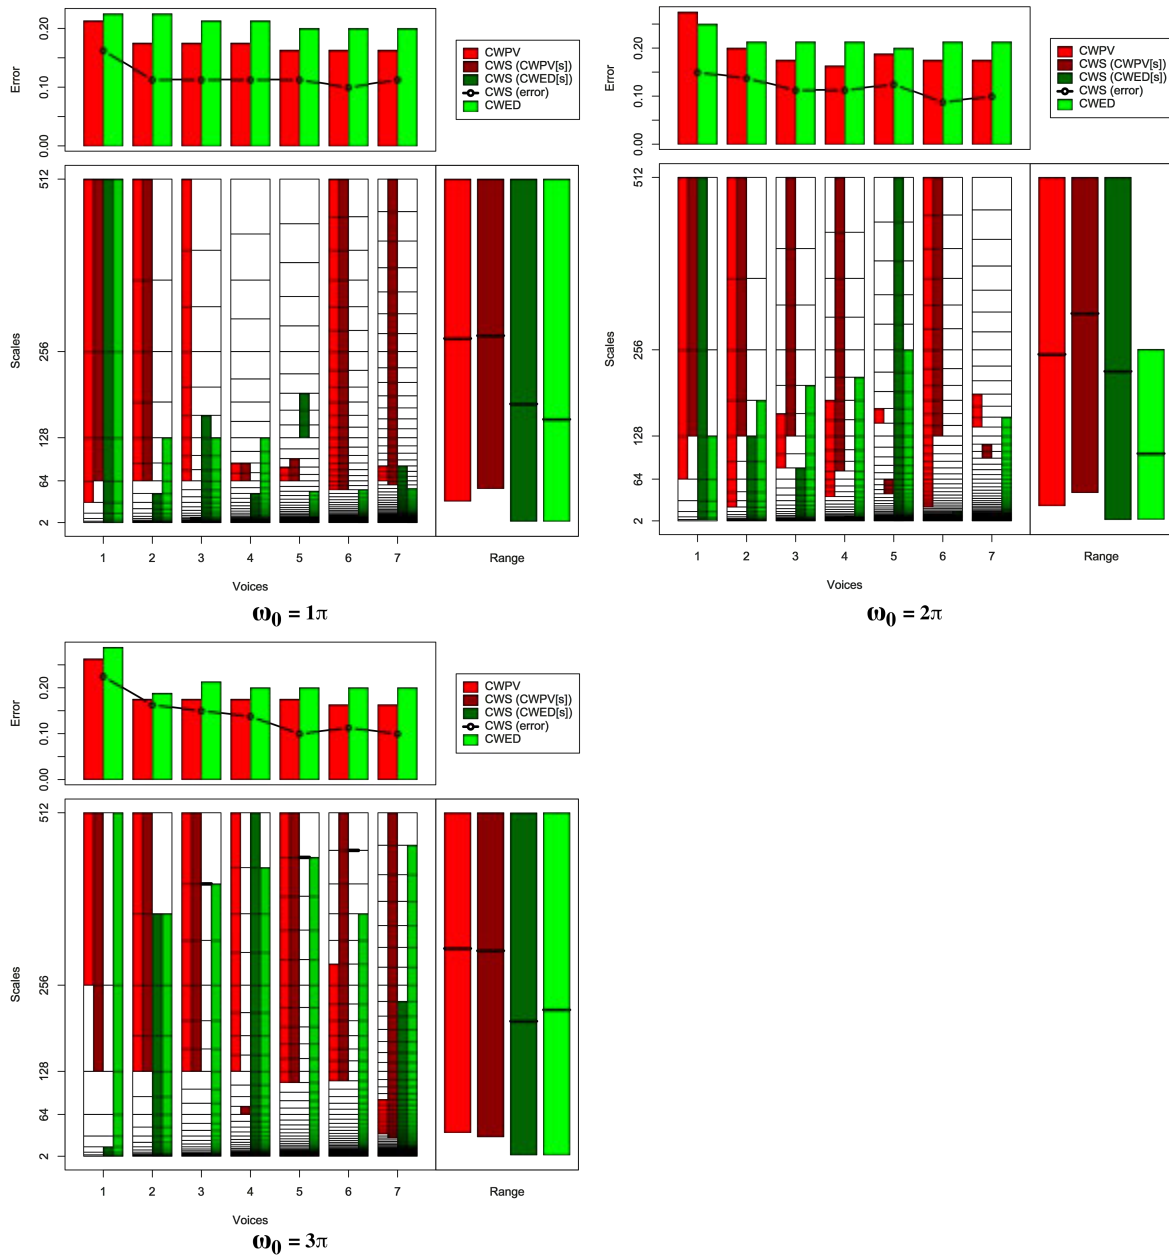 Error
0.00
0.10
0.20
CWPV
CWS (CWPV[s])
CWS (CWED[s])
CWS (error)
CWED
Scales
512
256
128
64
2
1 2 3 4 5 6 7
Voices
Range
ω0 = 1π
Error
0.00
0.10
0.20
CWPV
CWS (CWPV[s])
CWS (CWED[s])
CWS (error)
CWED
Scales
512
256
128
64
2
1 2 3 4 5 6 7
Voices
Range
ω0 = 2π
Error
0.00
0.10
0.20
CWPV
CWS (CWPV[s])
CWS (CWED[s])
CWS (error)
CWED
Scales
512
256
128
64
2
1 2 3 4 5 6 7
Voices
Range
ω0 = 3π